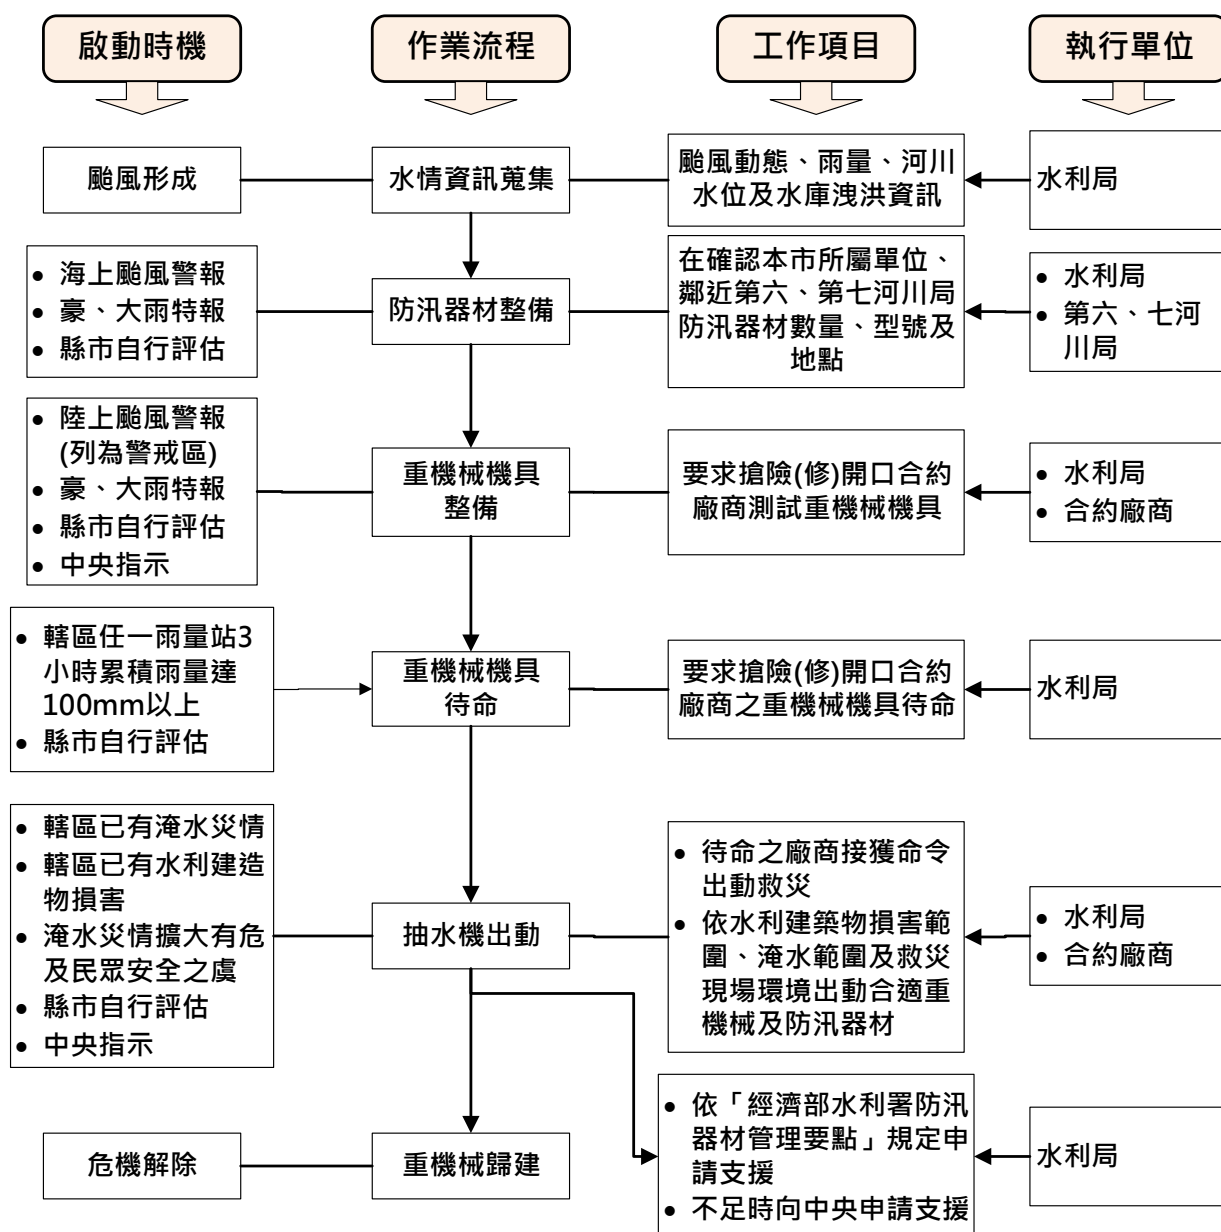 啟動時機
作業流程
工作項目
執行單位
颱風形成
水情資訊蒐集
颱風動態、雨量、河川
水位及水庫洩洪資訊
水利局
• 海上颱風警報
• 豪、大雨特報
• 縣市自行評估
防汛器材整備
在確認本市所屬單位、
鄰近第六、第七河川局
防汛器材數量、型號及
地點
• 水利局
• 第六、七河
川局
• 陸上颱風警報
(列為警戒區)
• 豪、大雨特報
• 縣市自行評估
• 中央指示
重機械機具
整備
要求搶險(修)開口合約
廠商測試重機械機具
• 水利局
• 合約廠商
• 轄區任一雨量站3
小時累積雨量達
100mm以上
• 縣市自行評估
重機械機具
待命
要求搶險(修)開口合約
廠商之重機械機具待命
水利局
• 轄區已有淹水災情
• 轄區已有水利建造
物損害
• 淹水災情擴大有危
及民眾安全之虞
• 縣市自行評估
• 中央指示
抽水機出動
• 待命之廠商接獲命令
出動救災
• 依水利建築物損害範
圍、淹水範圍及救災
現場環境出動合適重
機械及防汛器材
• 水利局
• 合約廠商
危機解除
重機械歸建
• 依「經濟部水利署防汛
器材管理要點」規定申
請支援
• 不足時向中央申請支援
水利局